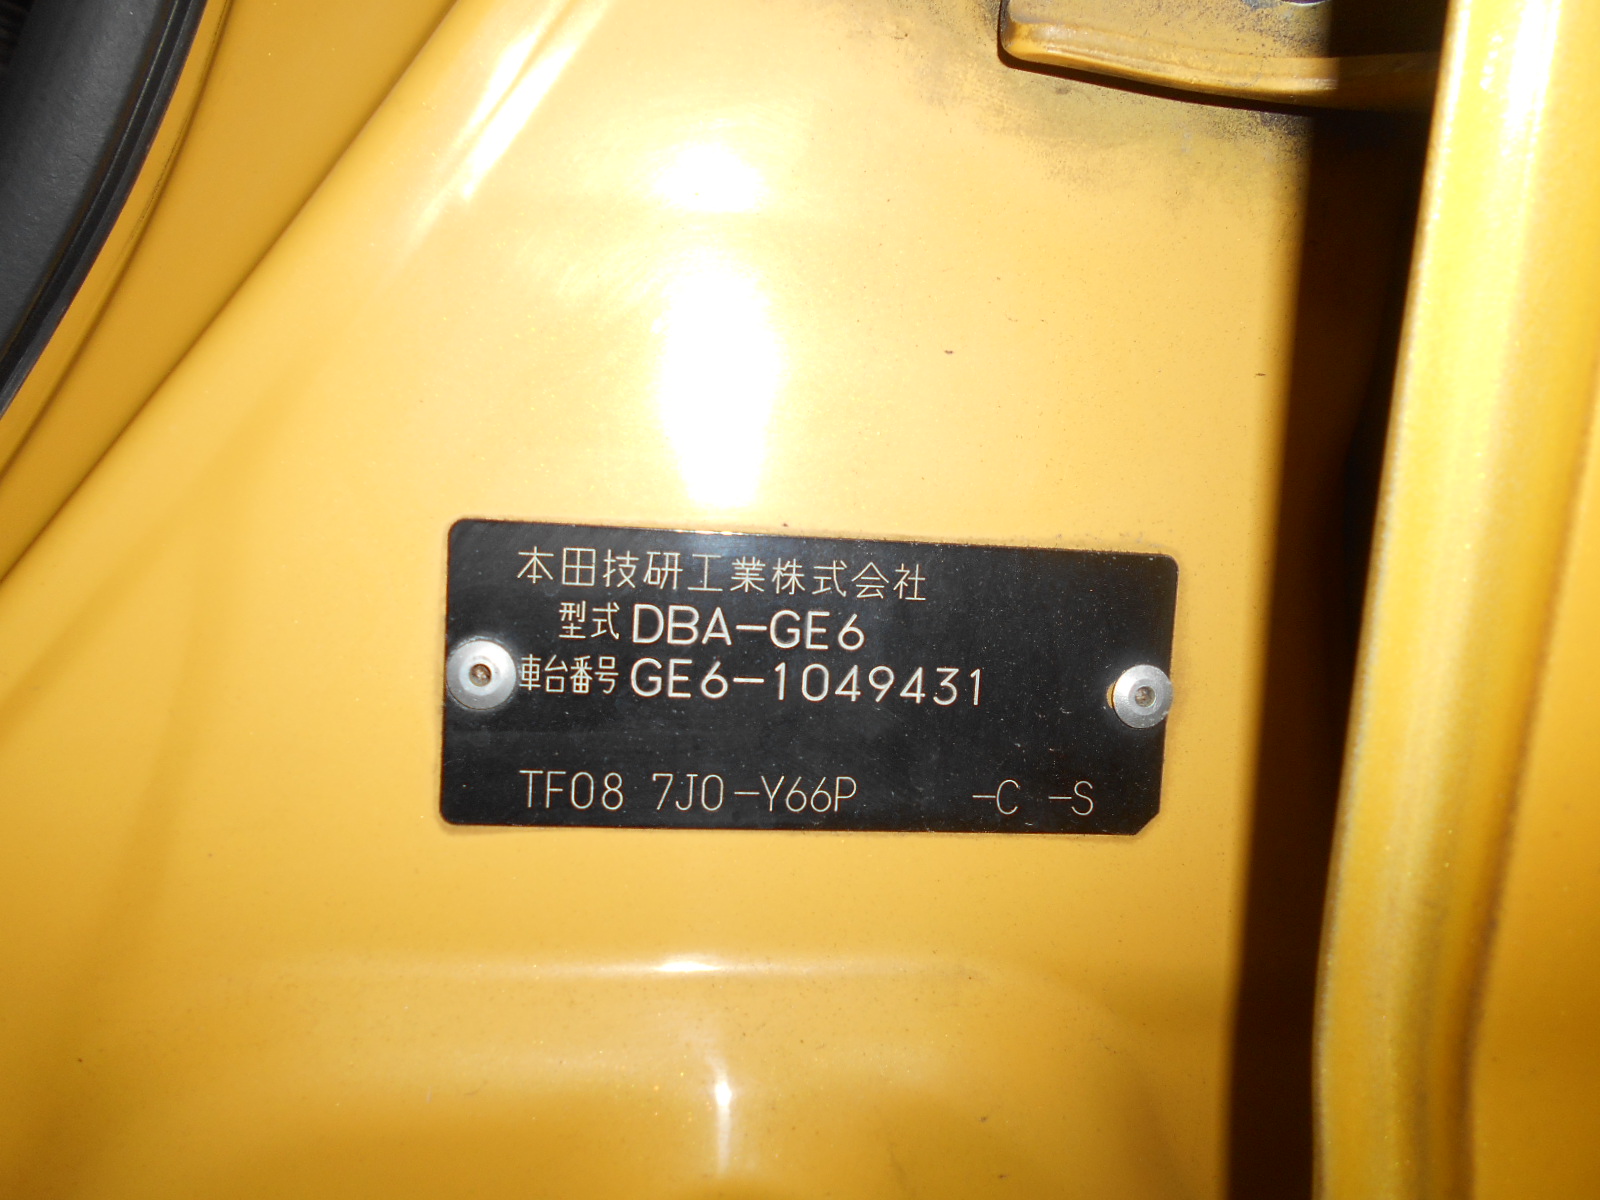 本田技研工業株式会社
型式 DBA-GE6
車台番号 GE6-1049431
TF08 7J0-Y66P -C -S